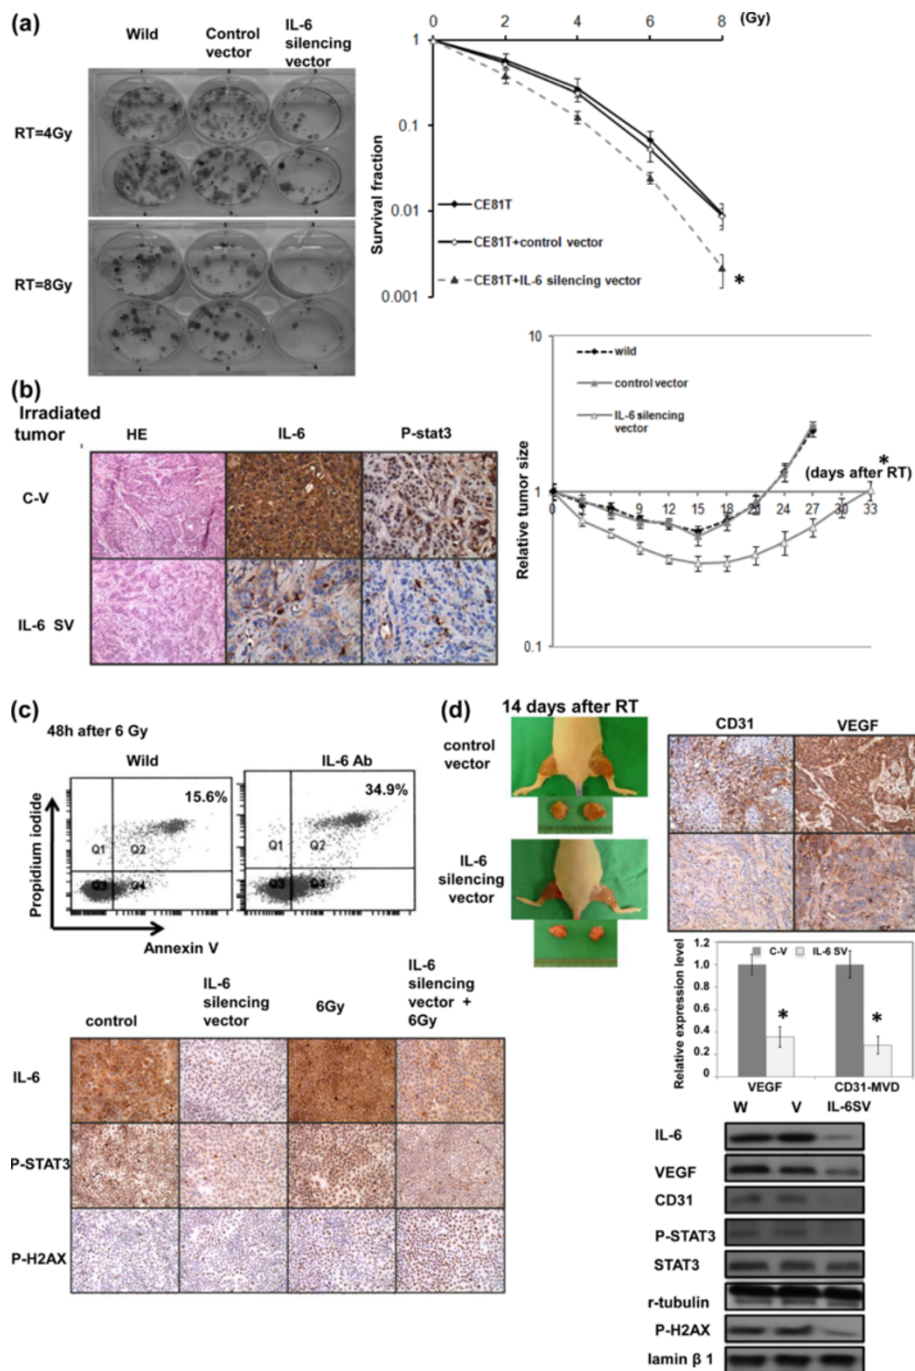 (a)
Wild
Control
vector
IL-6
silencing
vector
RT=4Gy
RT=8Gy
0 2 4 6 8 (Gy)
1
0.1
0.01
0.001
Survival fraction
CE81T
CE81T+control vector
CE81T+IL-6 silencing vector
*
(b)
Irradiated
tumor
HE IL-6 P-stat3
C-V
IL-6 SV
10
1
0.1
Relative tumor size
wild
control vector
IL-6 silencing
vector
*
(days after RT)
0 3 6 9 12 15 18 21 24 27 30 33
(c)
48h after 6 Gy
Wild IL-6 Ab
15.6% 34.9%
Q1 Q2 Q1 Q2
Q3 Q4 Q3 Q4
Propidium iodide
Annexin V
control
IL-6
silencing
vector
6Gy
IL-6
silencing
vector +
6Gy
IL-6
P-STAT3
P-H2AX
(d)
14 days after RT
control
vector
IL-6
silencing
vector
CD31 VEGF
Relative expression level
1.2
1
0.8
0.6
0.4
0.2
0
C-V IL-6 SV
* *
VEGF CD31-MVD
W V IL-6SV
IL-6
VEGF
CD31
P-STAT3
STAT3
r-tubulin
P-H2AX
lamin β 1